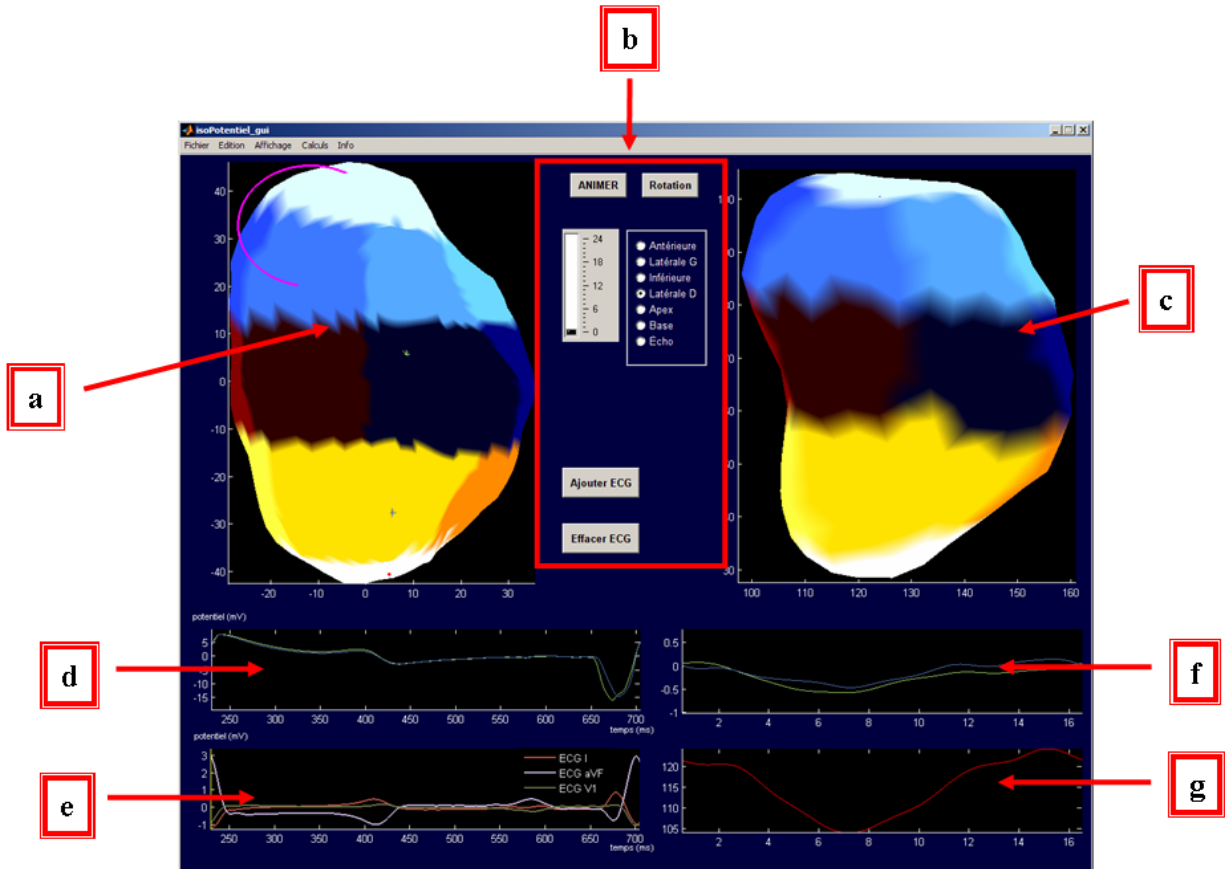 b
isoPotentiel_gui
Fichier Edition Affichage Calculs Info
ANIMER Rotation
24
18
12
6
0
Antérieure
Latérale G
Inférieure
Latérale D
Apex
Base
Echo
Ajouter ECG
Effacer ECG
40
30
20
10
0
-10
-20
-30
-40
-20 -10 0 10 20 30
100 110 120 130 140 150 160
a
c
potentiel (mV)
5
0
-5
-10
-15
250 300 350 400 450 500 550 600 650 700
temps (ms)
d
0.5
0
-0.5
-1
2 4 6 8 10 12 14 16
f
potentiel (mV)
3
2
1
0
-1
ECG I
ECG aVF
ECG V1
250 300 350 400 450 500 550 600 650 700
temps (ms)
e
120
115
110
105
2 4 6 8 10 12 14 16
g